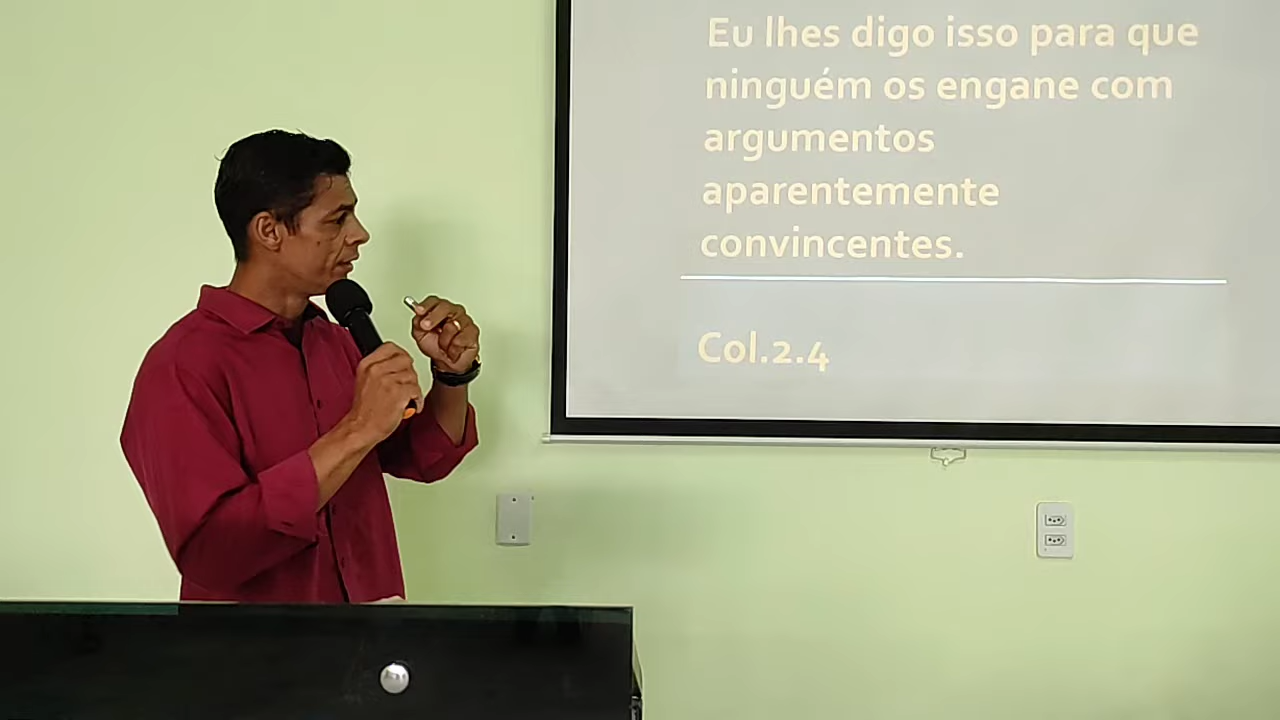 Eu lhes digo isso para que
ninguém os engane com
argumentos
aparentemente
convincentes.
Col.2.4